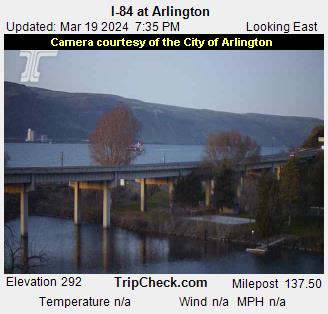 I-84 at Arlington
Updated: Mar 19 2024 7:35 PM Looking East
Camera courtesy of the City of Arlington
Elevation 292 TripCheck.com Milepost 137.50
Temperature n/a Wind n/a MPH n/a